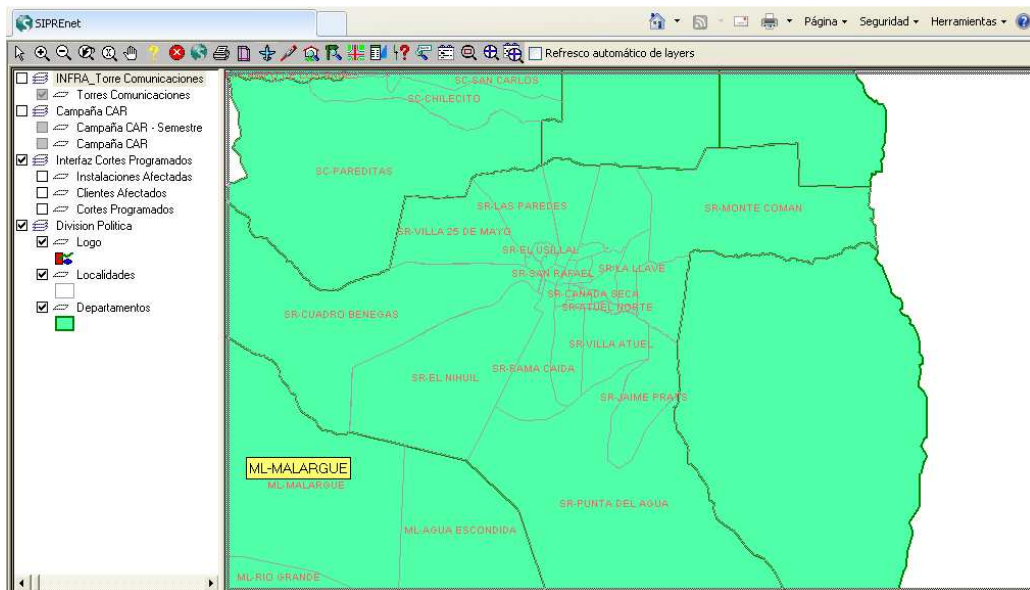 SIPREnet
Página
Seguridad
Herramientas
Refresco automático de layers
INFRA_Torre Comunicaciones
Torres Comunicaciones
Campaña CAR
Campaña CAR - Semestre
Campaña CAR
Interfaz Cortes Programados
Instalaciones Afectadas
Clientes Afectados
Cortes Programados
Division Politica
Logo
Localidades
Departamentos
SC-SAN CARLOS
SC-CHILECITO
SC-PAREDITAS
SR-LAS PAREDES
SR-MONTE COMAN
SR-VILLA 25 DE MAYO
SR-EL USILLAL
SR-SAN RAFAEL
SR-LA LLAVE
SR-CAÑADA SECA
SR-ATUEL NORTE
SR-CUADRO BENEGAS
SR-VILLA ATUEL
SR-RAMA CAIDA
SR-EL NIHUIL
SR-JAIME PRATS
ML-MALARGUE
ML-MALARGUE
SR-PUNTA DEL AGUA
ML-AGUA ESCONDIDA
ML-RIO GRANDE